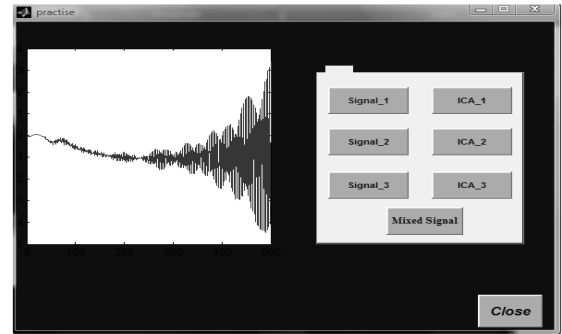 practise
Signal_1
ICA_1
Signal_2
ICA_2
Signal_3
ICA_3
Mixed Signal
0
100
200
300
400
500
Close